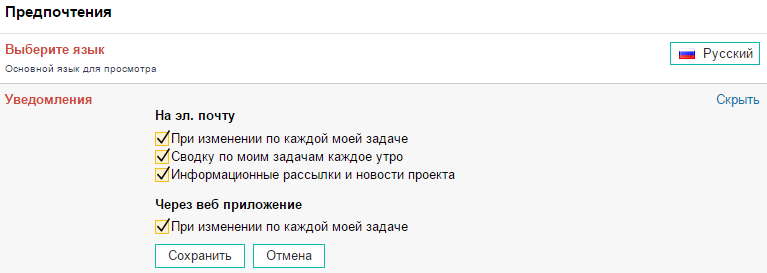 Предпочтения
Выберите язык
Русский
Основной язык для просмотра
Уведомления
Скрыть
На эл. почту
При изменении по каждой моей задаче
Сводку по моим задачам каждое утро
Информационные рассылки и новости проекта
Через веб приложение
При изменении по каждой моей задаче
Сохранить
Отмена